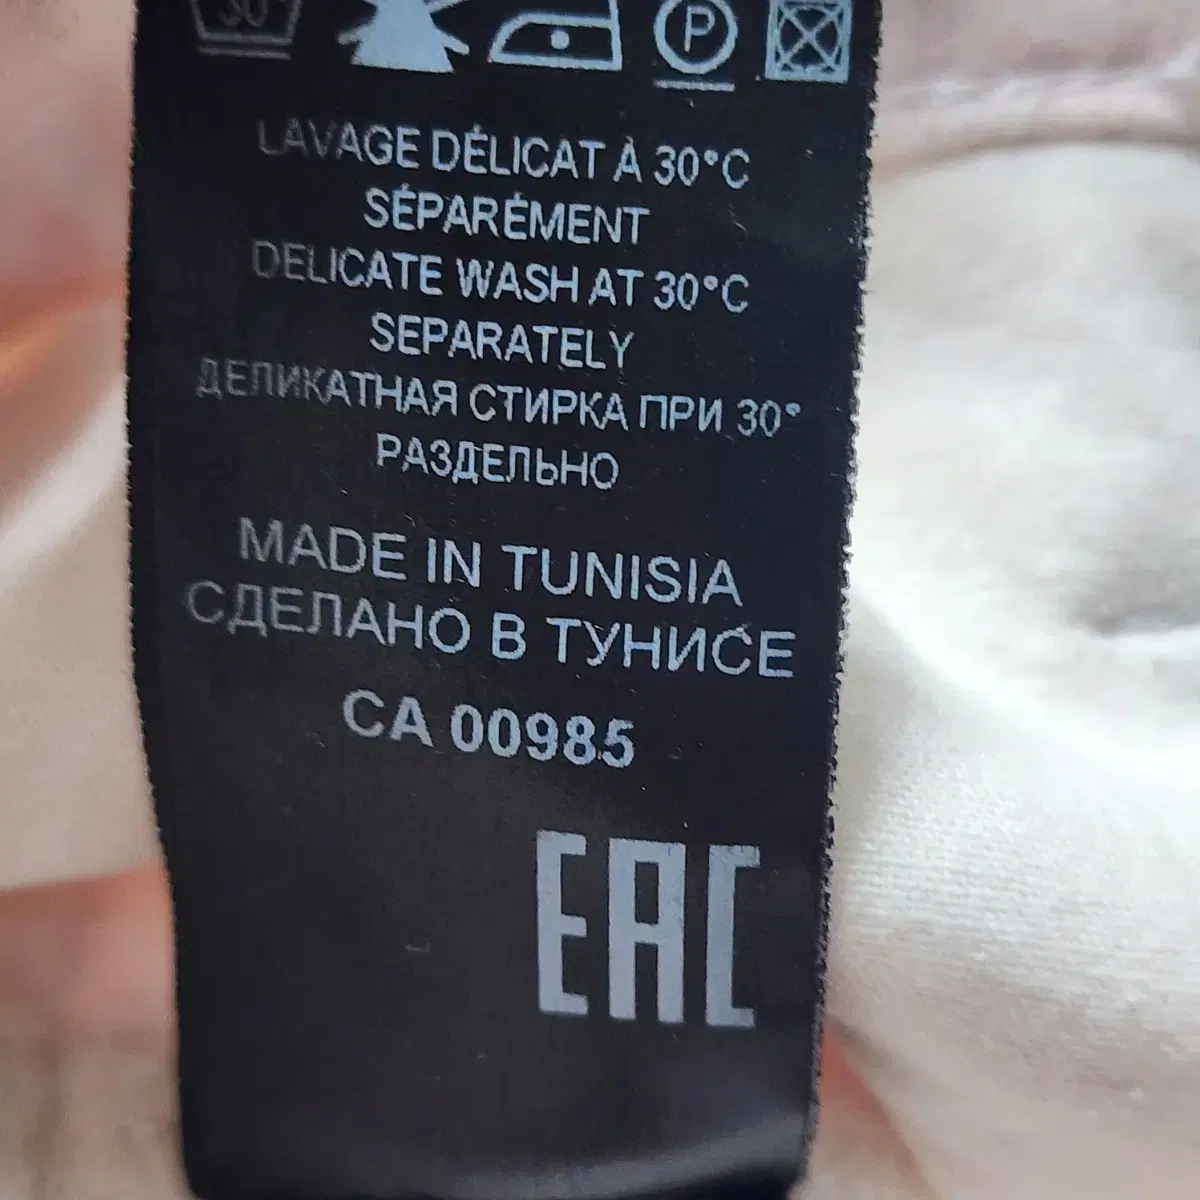 30°
P
LAVAGE DÉLICAT À 30°C
SÉPARÉMENT
DELICATE WASH AT 30°C
SEPARATELY
ДЕЛИКАТНАЯ СТИРКА ПРИ 30°
РАЗДЕЛЬНО
MADE IN TUNISIA
СДЕЛАНО В ТУНИСЕ
CA 00985
EAC